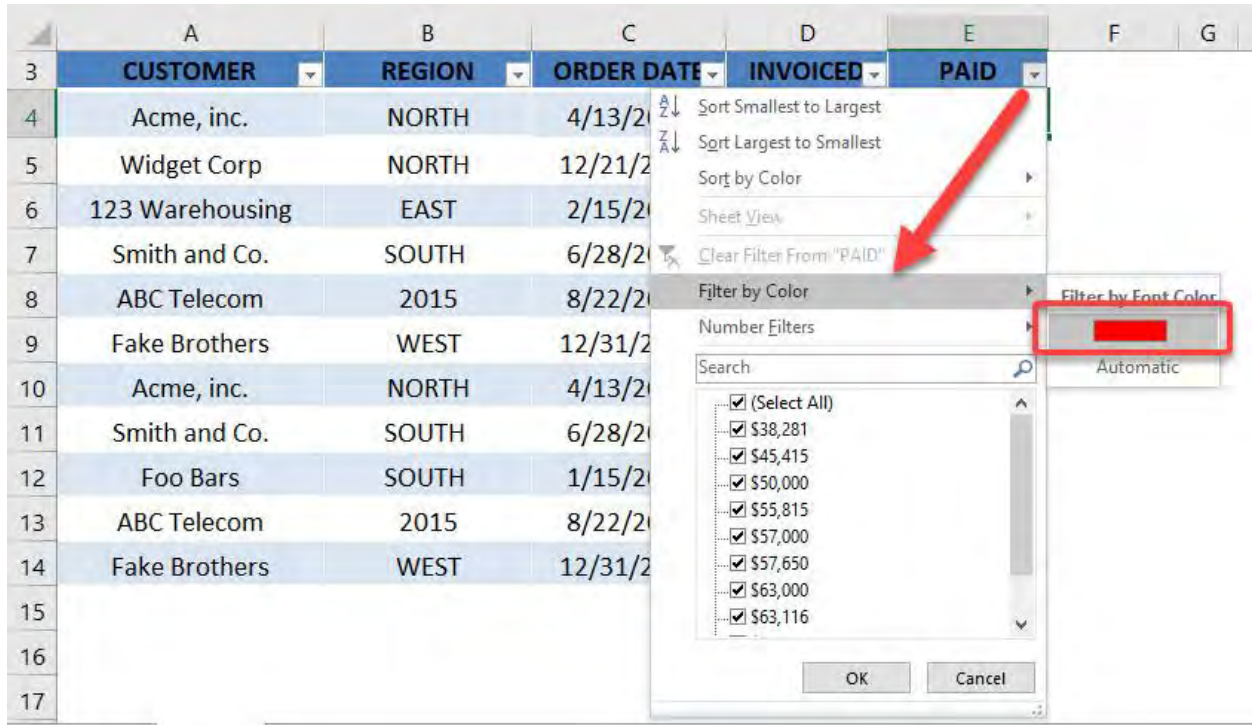 A B C D E F G
3 CUSTOMER REGION ORDER DATE INVOICED PAID
4 Acme, inc. NORTH 4/13/20
5 Widget Corp NORTH 12/21/2
6 123 Warehousing EAST 2/15/20
7 Smith and Co. SOUTH 6/28/20
8 ABC Telecom 2015 8/22/20
9 Fake Brothers WEST 12/31/2
10 Acme, inc. NORTH 4/13/20
11 Smith and Co. SOUTH 6/28/20
12 Foo Bars SOUTH 1/15/20
13 ABC Telecom 2015 8/22/20
14 Fake Brothers WEST 12/31/2
15
16
17
Sort Smallest to Largest
Sort Largest to Smallest
Sort by Color
Sheet View
Clear Filter From "PAID"
Filter by Color
Number Filters
Search
(Select All)
$38,281
$45,415
$50,000
$55,815
$57,000
$57,650
$63,000
$63,116
OK Cancel
Filter by Font Color
Automatic